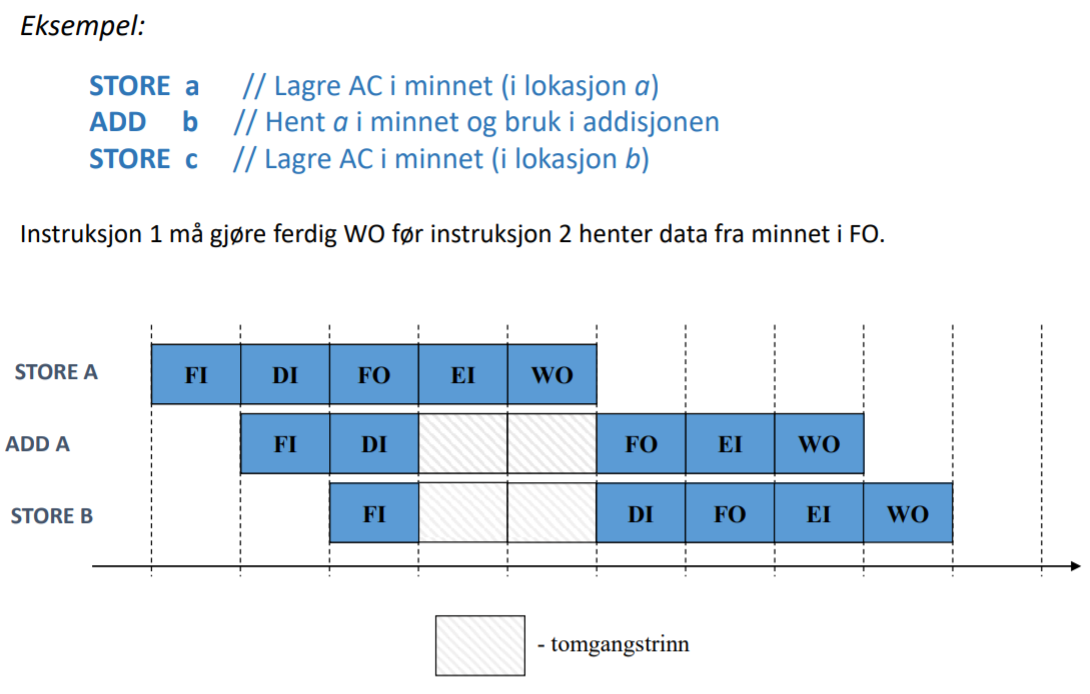 Eksempel:
STORE a // Lagre AC i minnet (i lokasjon a)
ADD b // Hent a i minnet og bruk i addisjonen
STORE c // Lagre AC i minnet (i lokasjon b)
Instruksjon 1 må gjøre ferdig WO før instruksjon 2 henter data fra minnet i FO.
STORE A FI DI FO EI WO
ADD A FI DI FO EI WO
STORE B FI DI FO EI WO
- tomgangstrinn